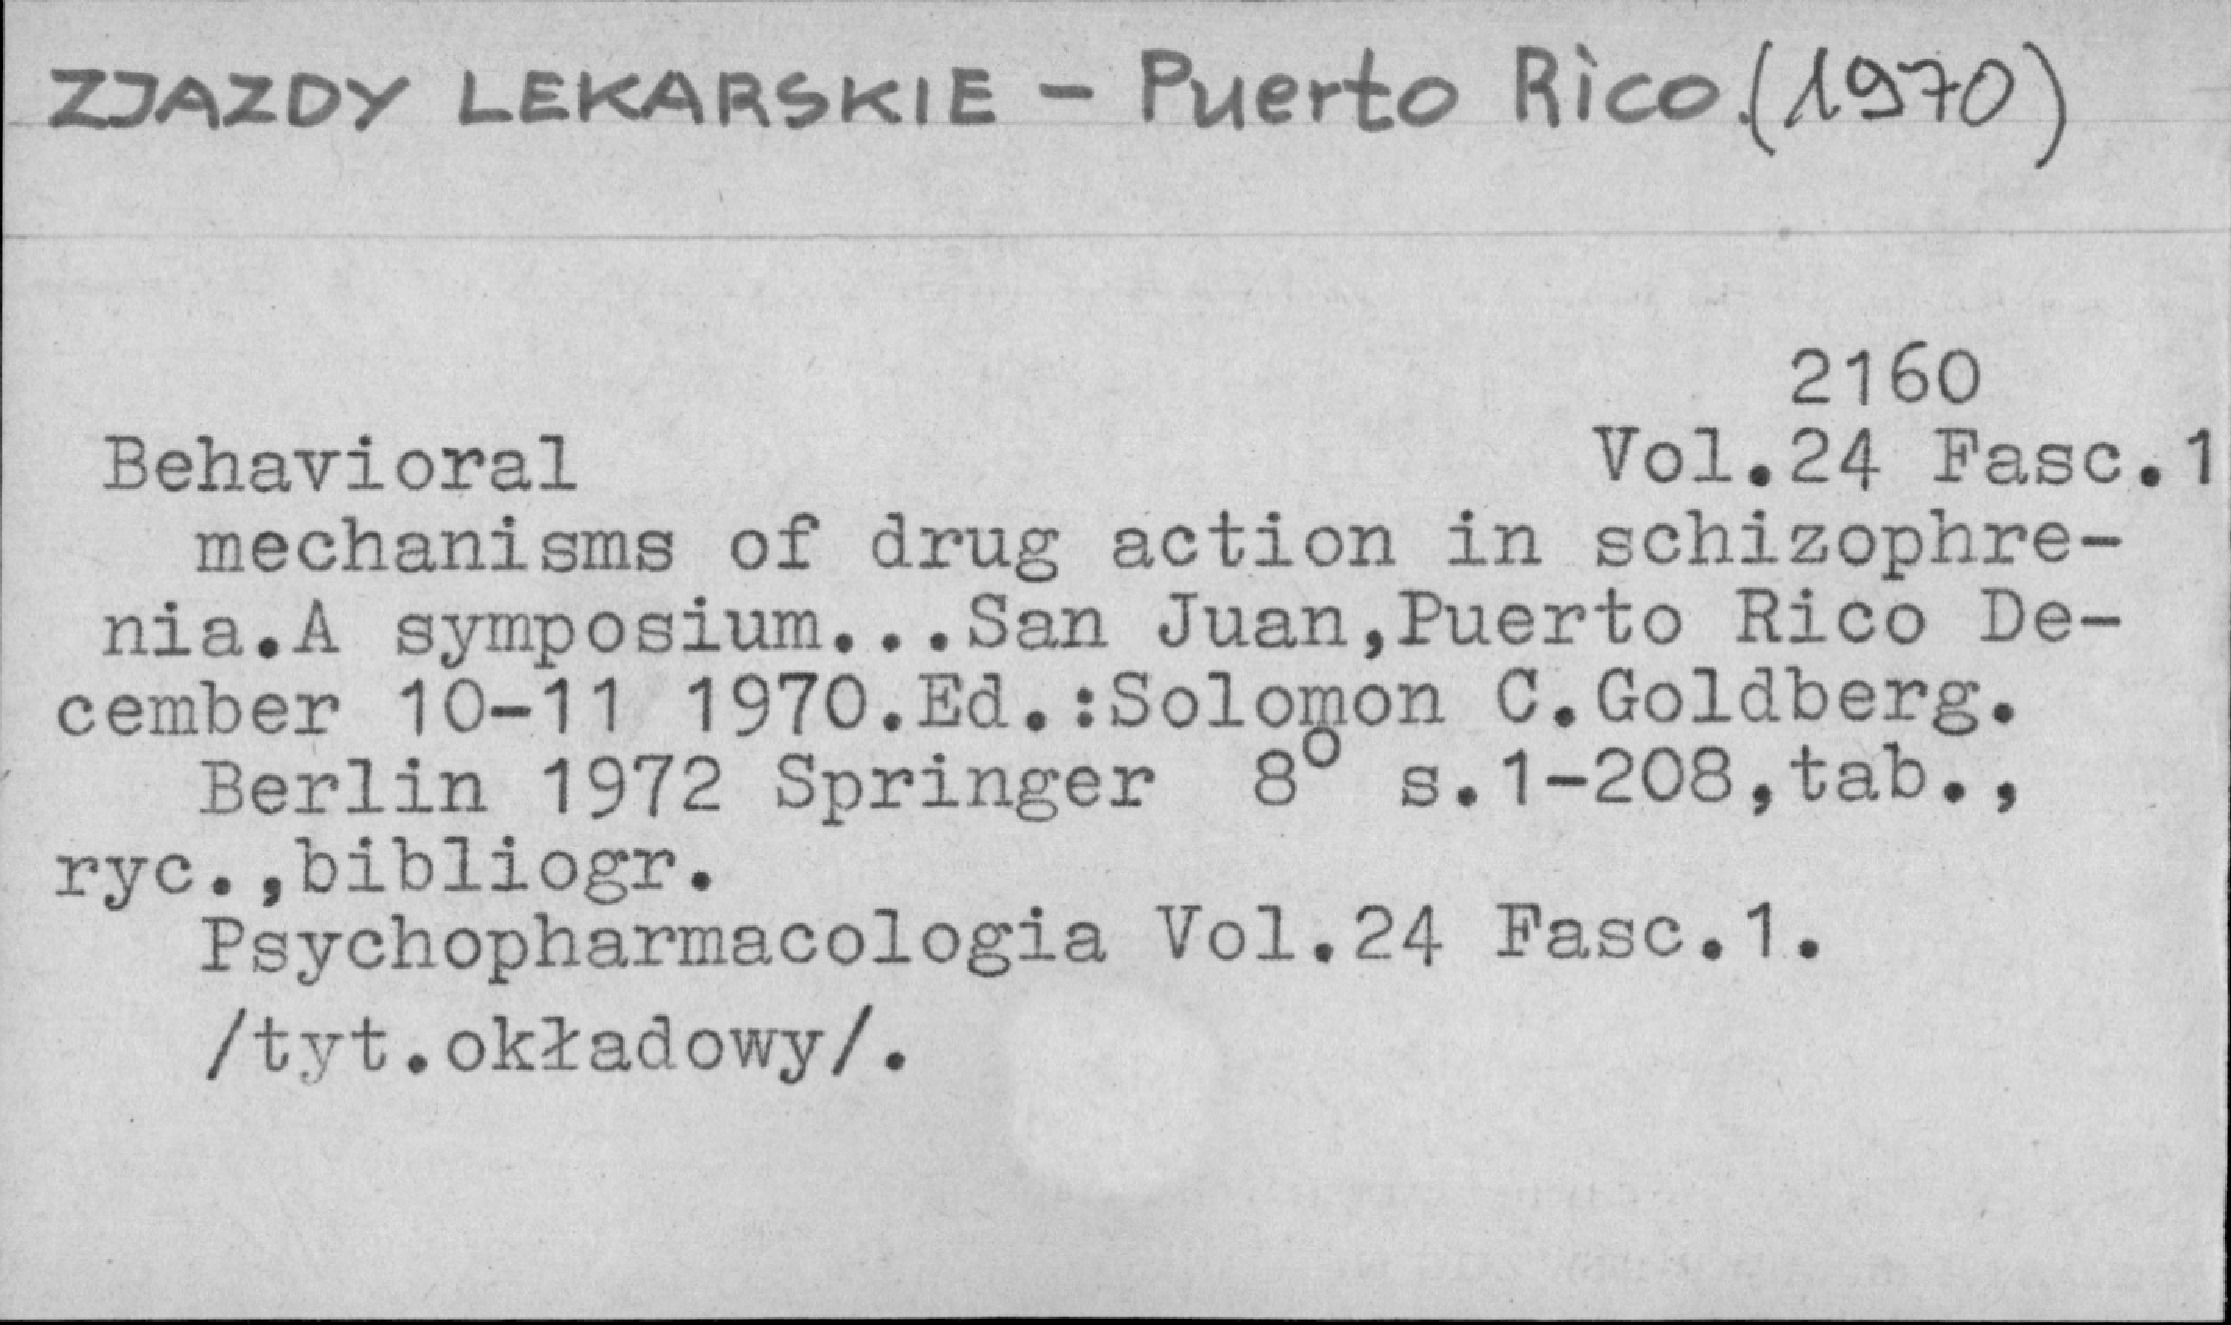 ZJAZDY LEKARSKIE - Puerto Rico.(1970)
2160
Behavioral Vol.24 Fasc.1
mechanisms of drug action in schizophre-
nia.A symposium...San Juan,Puerto Rico De-
cember 10-11 1970.Ed.:Solomon C.Goldberg.
Berlin 1972 Springer 8° s.1-208,tab.,
ryc.,bibliogr.
Psychopharmacologia Vol.24 Fasc.1.
/tyt.okładowy/.